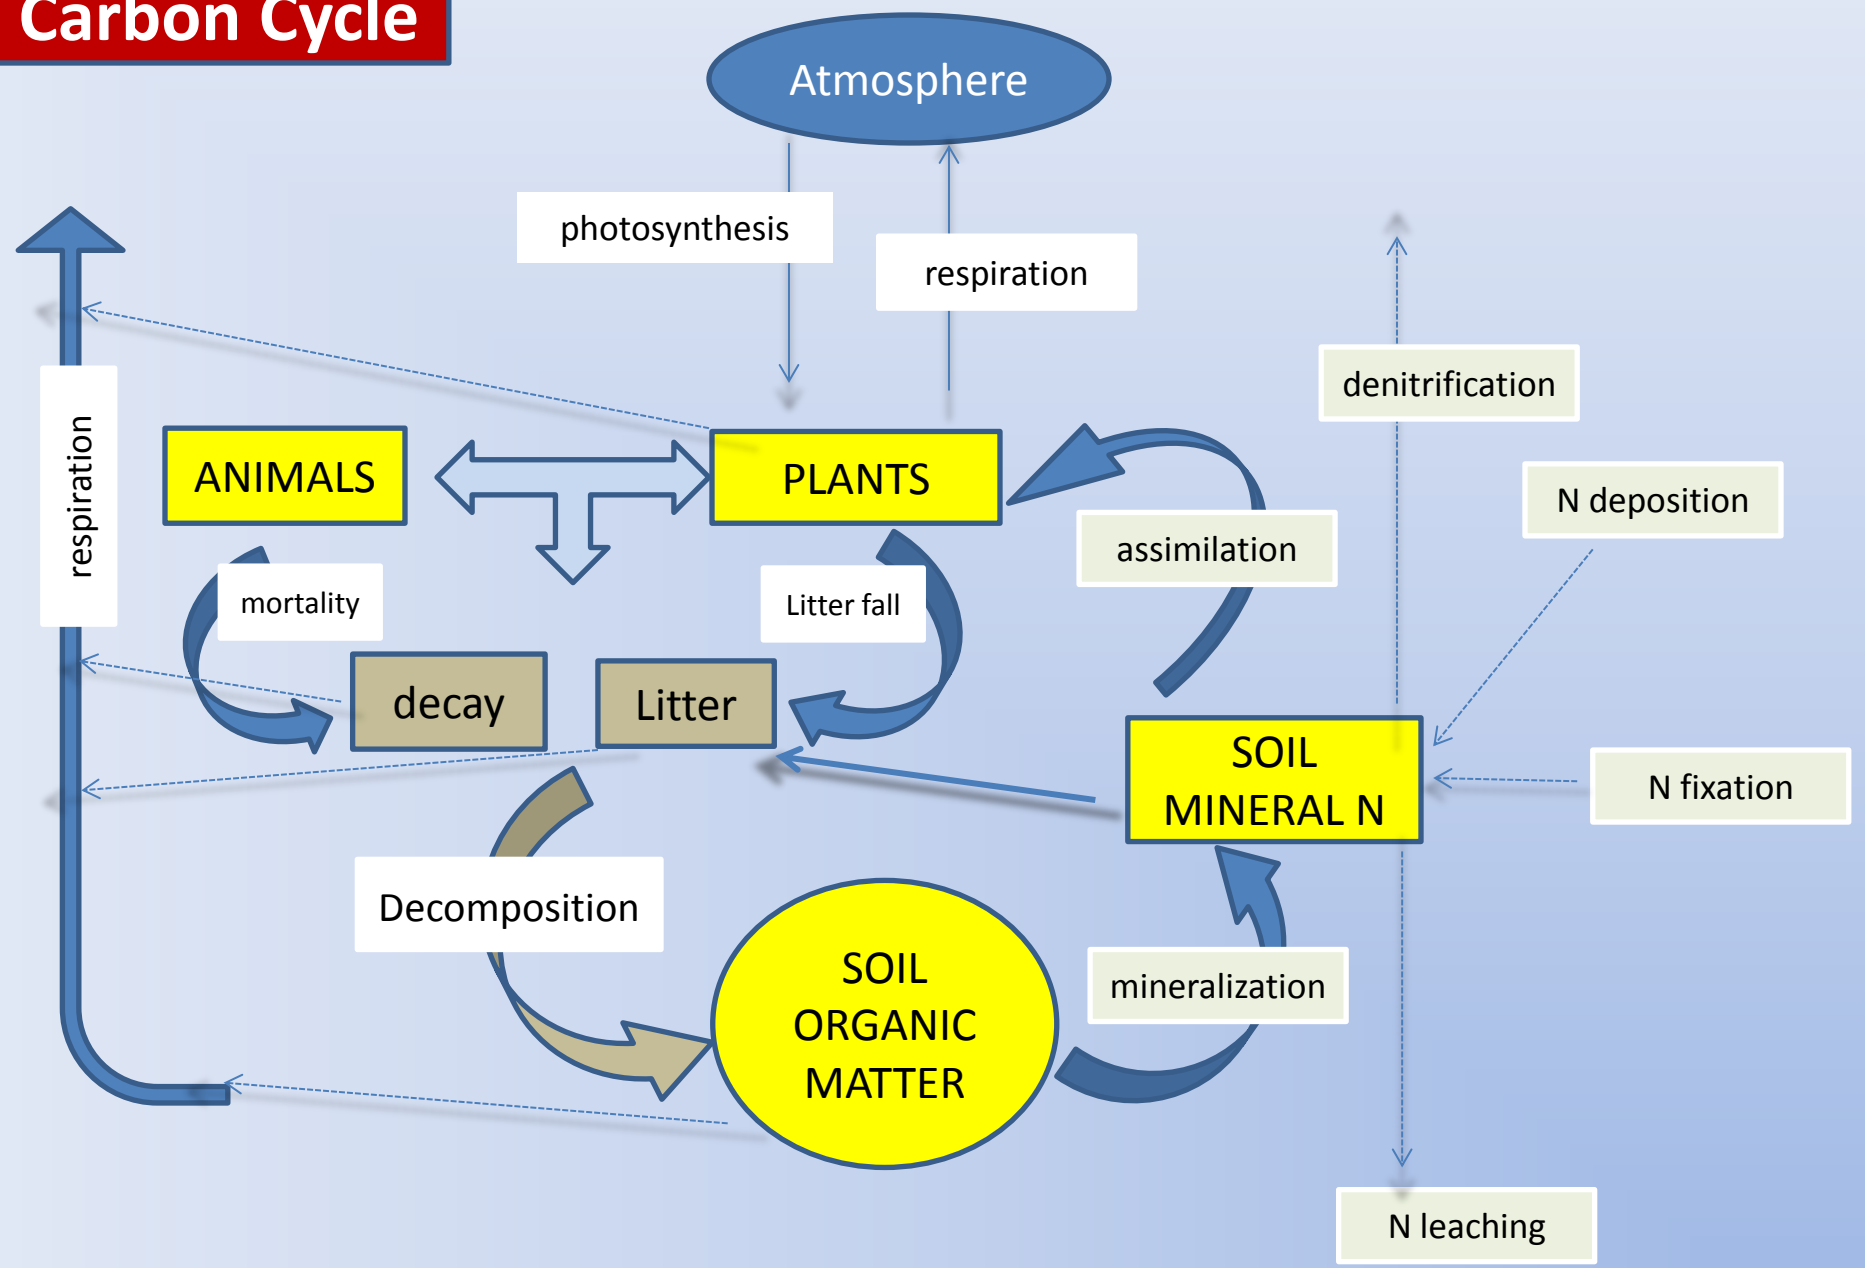 Carbon Cycle
Atmosphere
photosynthesis
respiration
denitrification
respiration
ANIMALS
PLANTS
N deposition
assimilation
mortality
Litter fall
decay
Litter
SOIL
MINERAL N
N fixation
Decomposition
SOIL
ORGANIC
MATTER
mineralization
N leaching